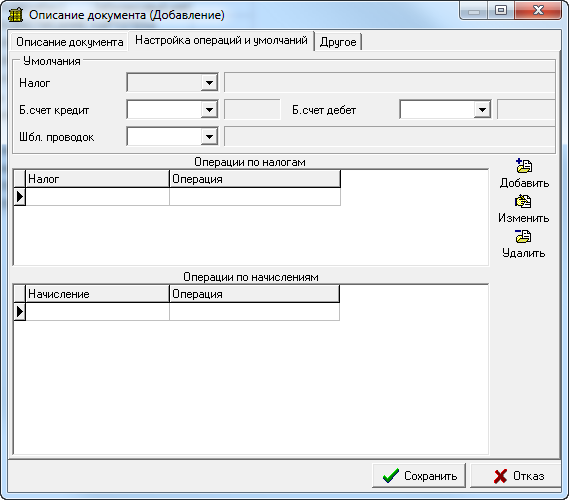 Описание документа (Добавление)
Описание документа Настройка операций и умолчаний Другое
Умолчания
Налог
Б.счет кредит Б.счет дебет
Шбл. проводок
Операции по налогам
Налог Операция
Добавить
Изменить
Удалить
Операции по начислениям
Начисление Операция
Сохранить Отказ